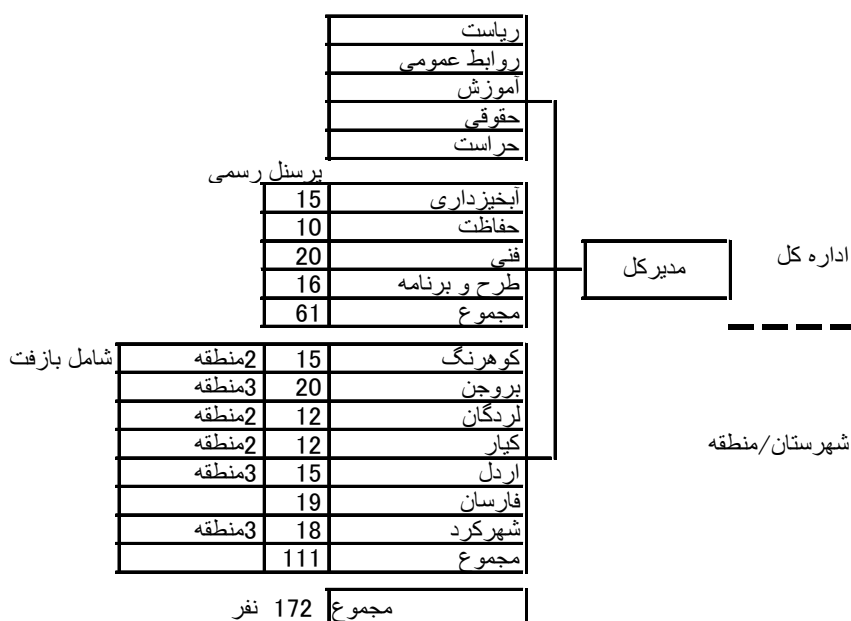 ریاست
روابط عمومی
آموزش
حقوقی
حراست
پرسنل رسمی
آبخیزداری 15
حفاظت 10
فنی 20
طرح و برنامه 16
مجموع 61
اداره کل
مدیرکل
کوهرنگ 15 2منطقه شامل بازفت
بروجن 20 3منطقه
لردگان 12 2منطقه
کیار 12 2منطقه
اردل 15 3منطقه
فارسان 19
شهرکرد 18 3منطقه
مجموع 111
شهرستان/منطقه
مجموع 172 نفر